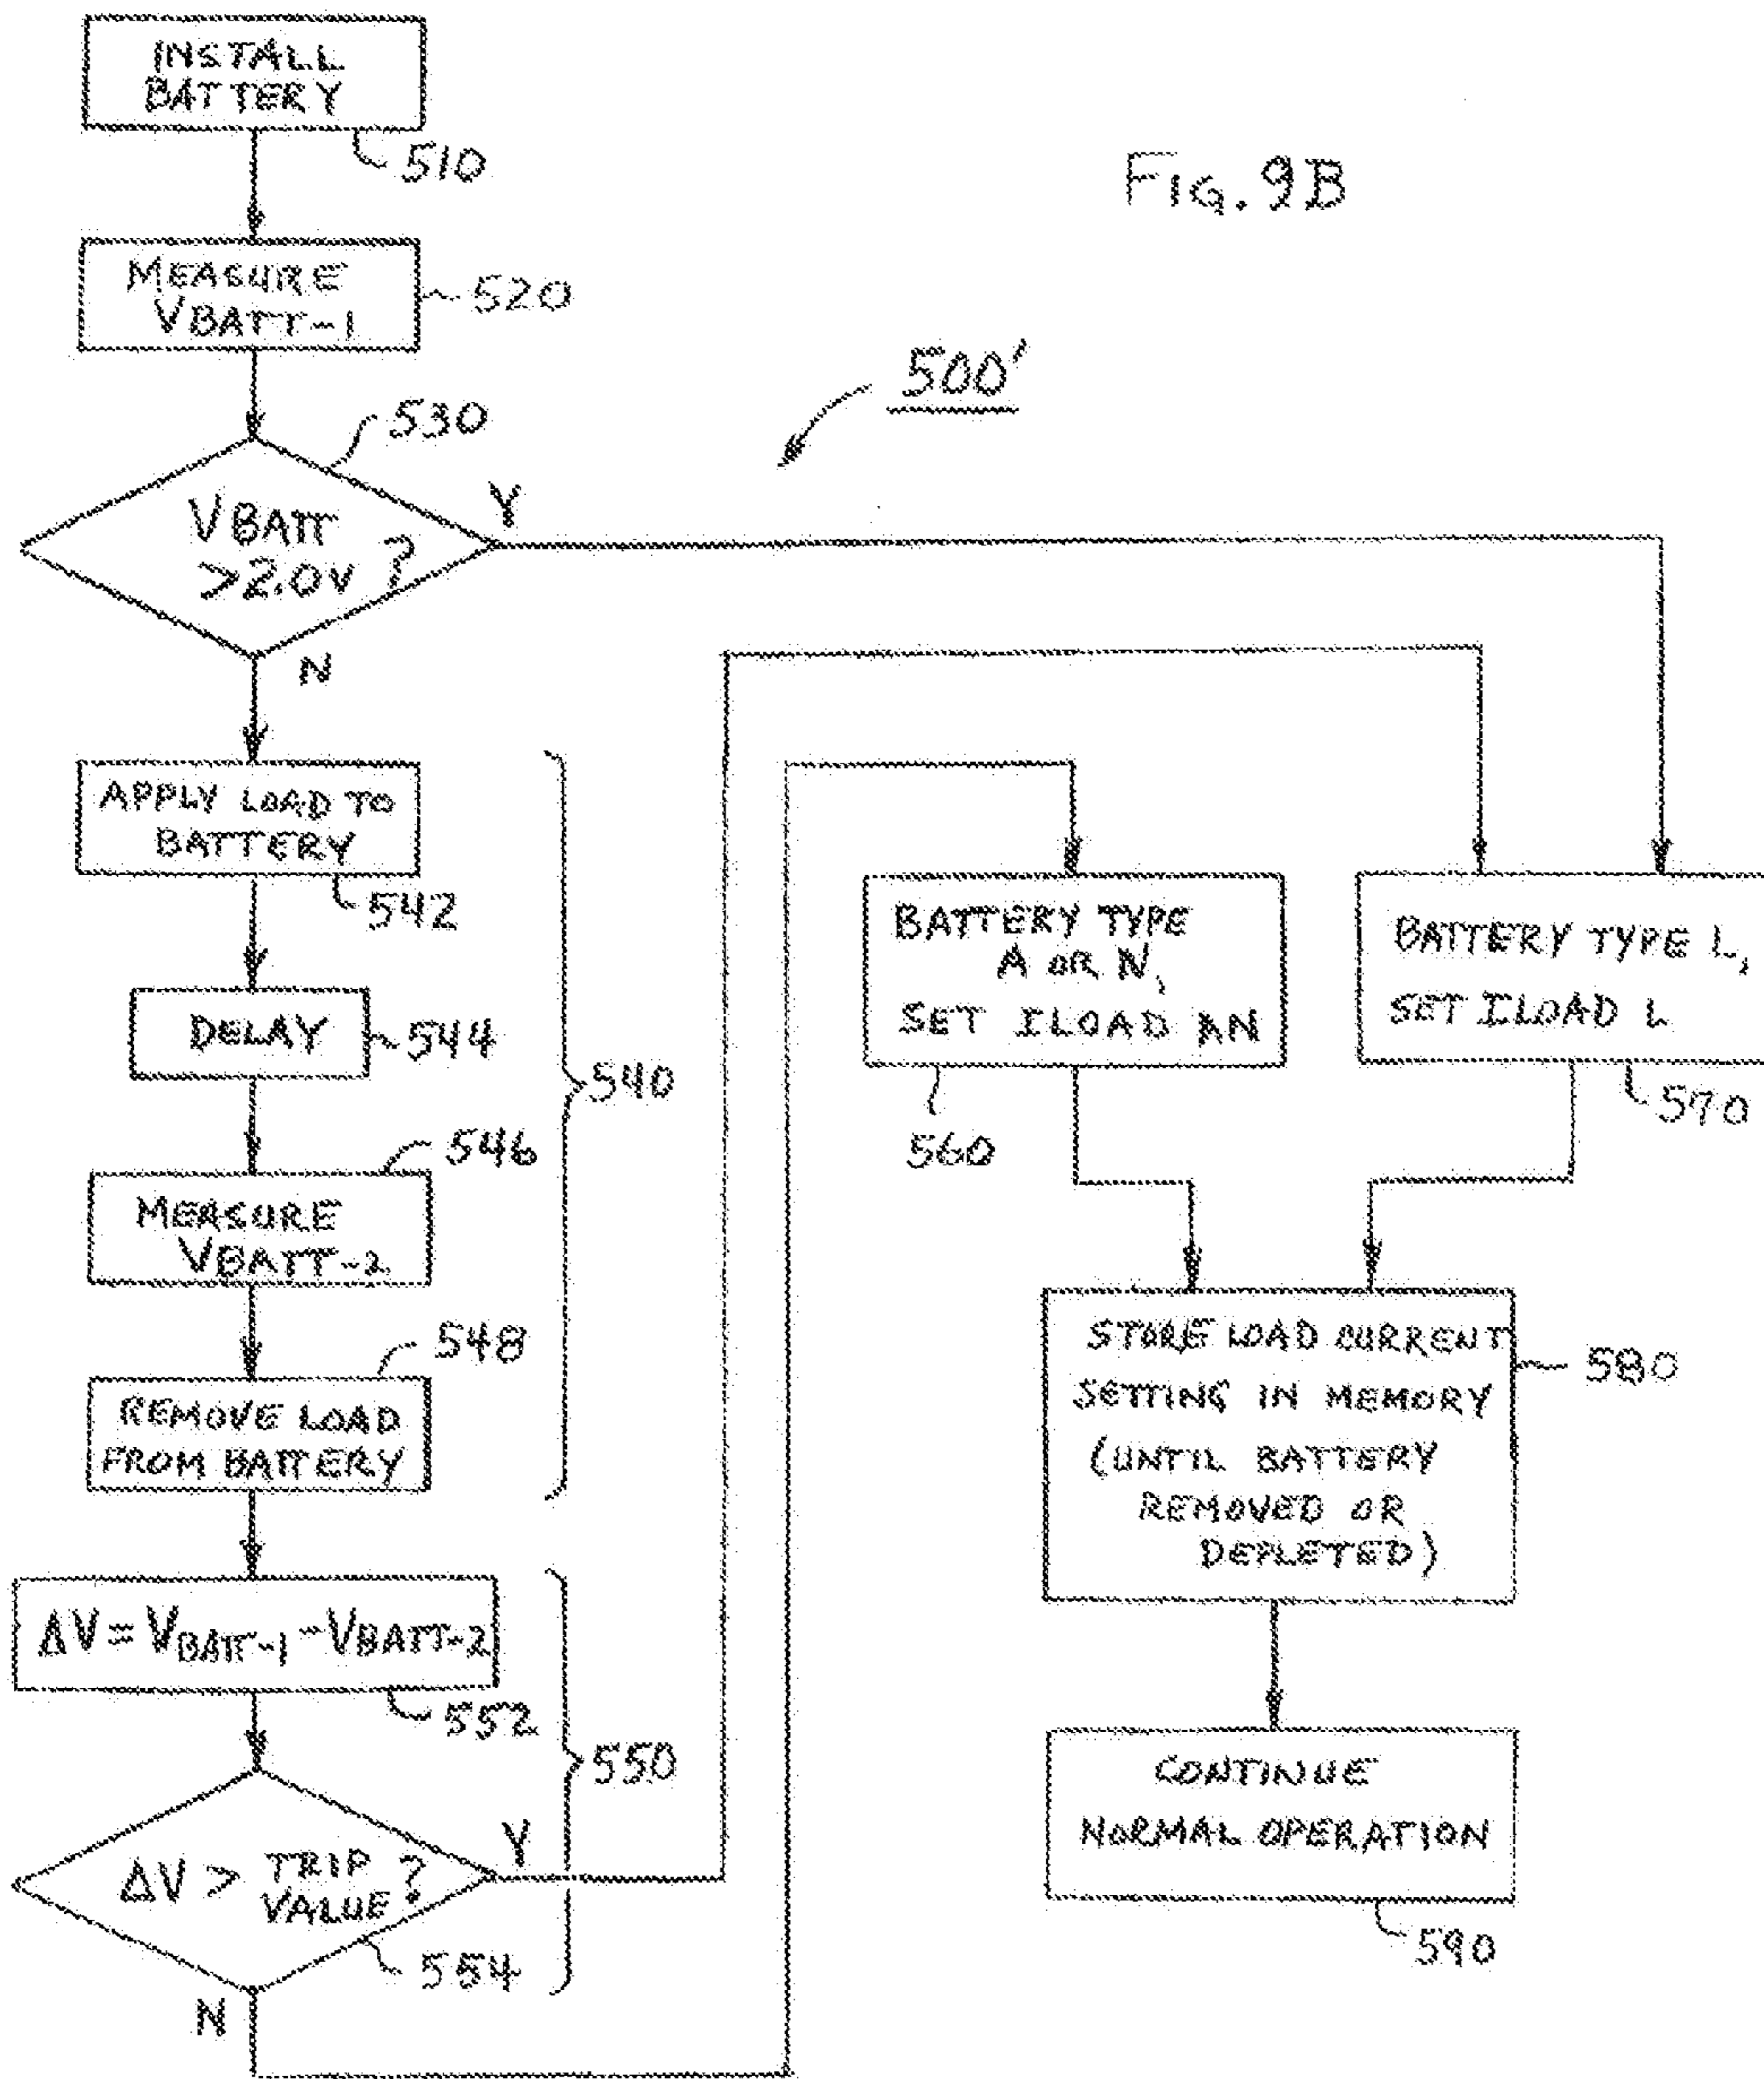 INSTALL
BATTERY
510
FIG. 9B
MEASURE
VBATT-1
520
500'
530
VBATT
>2.0V ?
Y
N
APPLY LOAD TO
BATTERY
542
DELAY
544
540
546
MEASURE
VBATT-2
548
REMOVE LOAD
FROM BATTERY
ΔV = VBATT-1 - VBATT-2
552
550
ΔV > TRIP
VALUE ?
Y
554
N
BATTERY TYPE
A OR N,
SET ILOAD AN
560
BATTERY TYPE L,
SET ILOAD L
570
STORE LOAD CURRENT
SETTING IN MEMORY
(UNTIL BATTERY
REMOVED OR
DEPLETED)
580
CONTINUE
NORMAL OPERATION
590